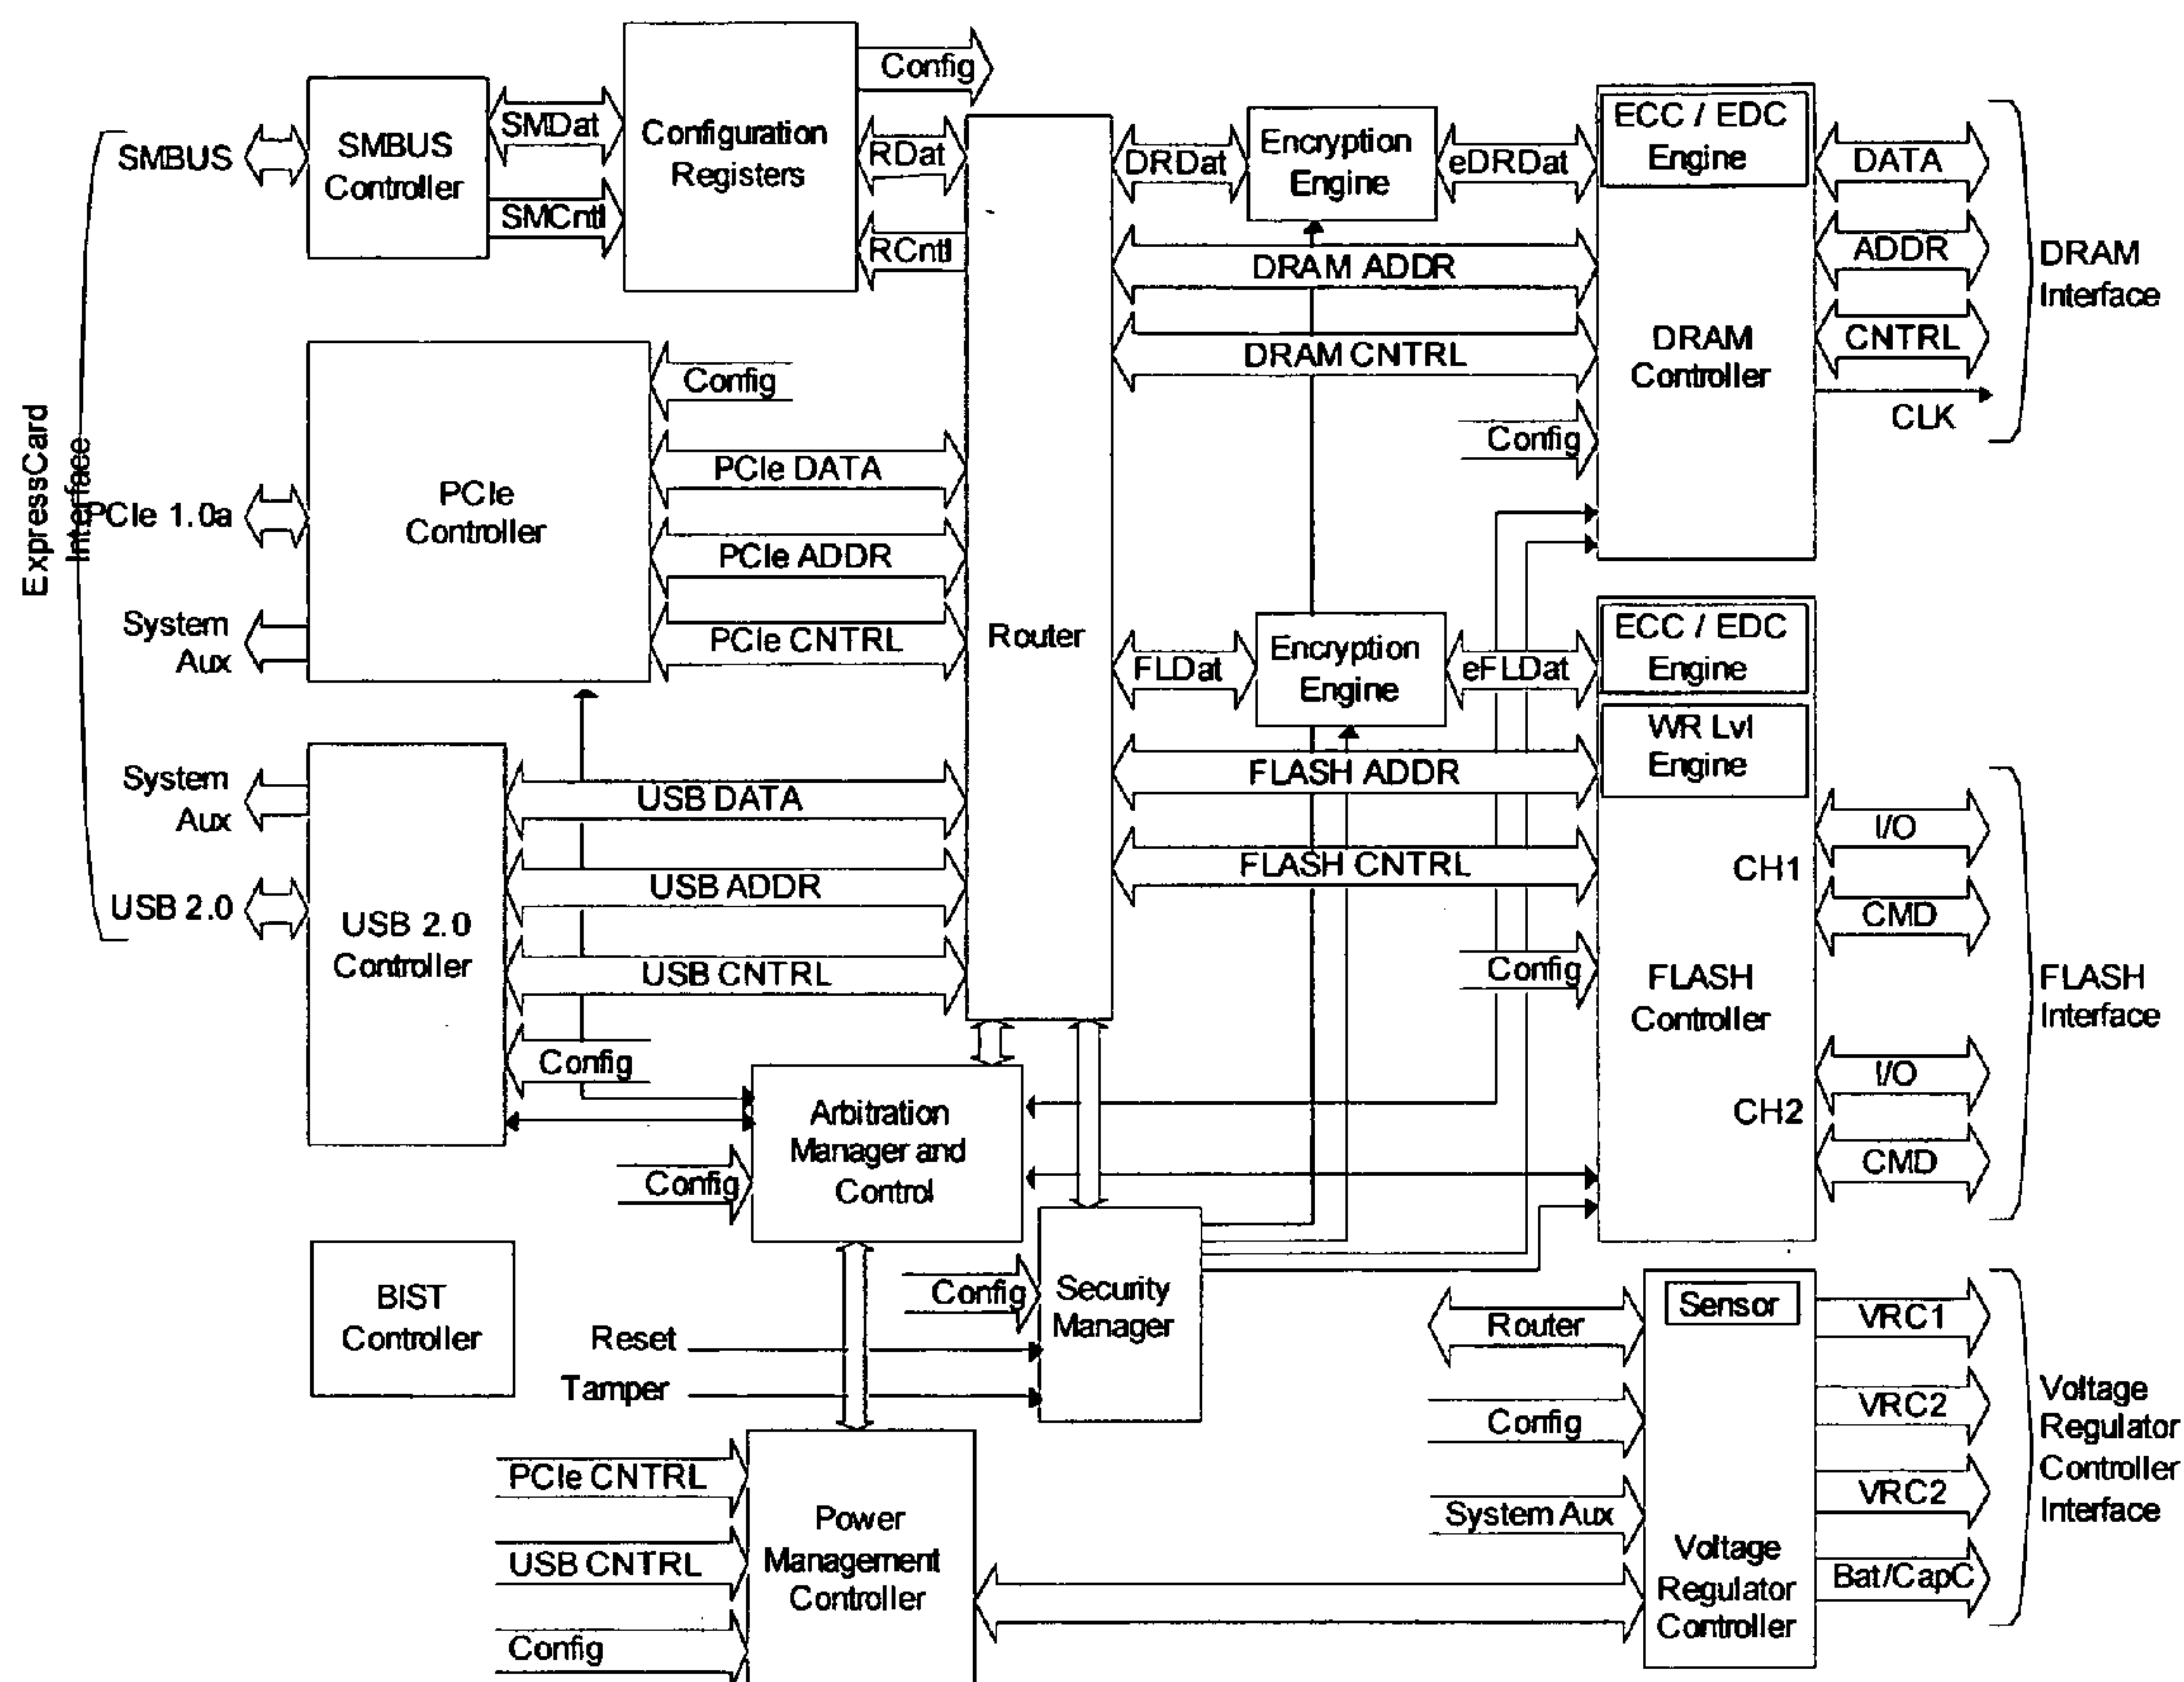 ExpressCard
Interface
SMBUS
SMBUS
Controller
SMDat
SMCntl
Configuration
Registers
Config
RDat
RCntl
PCIe 1.0a
System
Aux
PCIe
Controller
Config
PCIe DATA
PCIe ADDR
PCIe CNTRL
System
Aux
USB 2.0
USB 2.0
Controller
USB DATA
USB ADDR
USB CNTRL
Config
Router
DRDat
Encryption
Engine
eDRDat
DRAM ADDR
DRAM CNTRL
Config
ECC / EDC
Engine
DRAM
Controller
DATA
ADDR
CNTRL
CLK
DRAM
Interface
FLDat
Encryption
Engine
eFLDat
FLASH ADDR
FLASH CNTRL
Config
ECC / EDC
Engine
WR Lvl
Engine
CH1
FLASH
Controller
CH2
I/O
CMD
I/O
CMD
FLASH
Interface
Arbitration
Manager and
Control
Config
BIST
Controller
Reset
Tamper
Config
Security
Manager
PCIe CNTRL
USB CNTRL
Config
Power
Management
Controller
Router
Config
System Aux
Sensor
Voltage
Regulator
Controller
VRC1
VRC2
VRC2
Bat/CapC
Voltage
Regulator
Controller
Interface